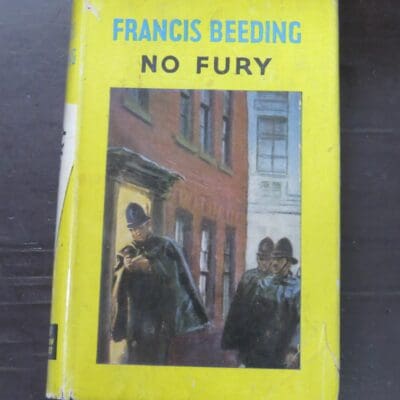 FRANCIS BEEDING
NO FURY